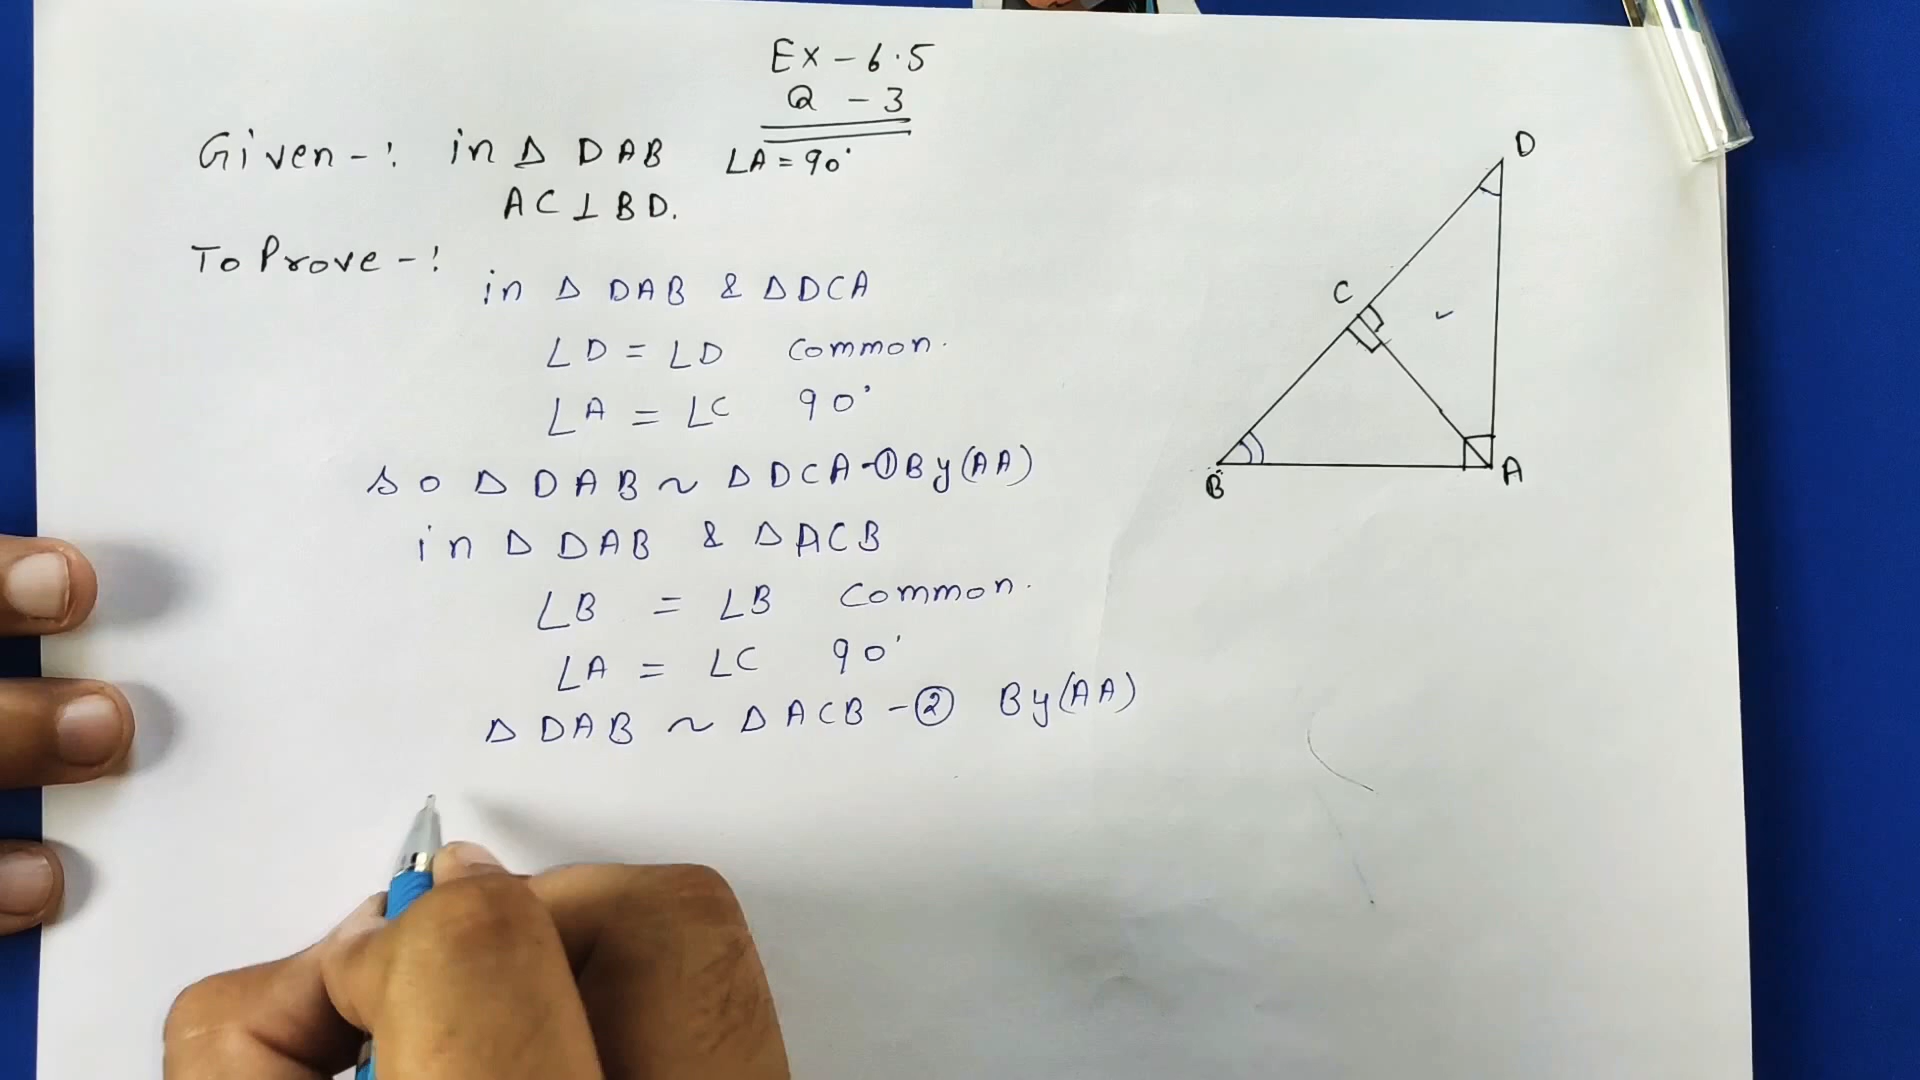 Ex - 6.5
Q - 3
Given -: in Δ DAB ∠A = 90°
AC ⊥ BD.
To Prove -:
in Δ DAB & ΔDCA
∠D = ∠D common.
∠A = ∠C 90°
so Δ DAB ~ Δ DCA - ① By (AA)
in Δ DAB & Δ ACB
∠B = ∠B common.
∠A = ∠C 90°
Δ DAB ~ Δ ACB - ② By (AA)
D
C
B
A